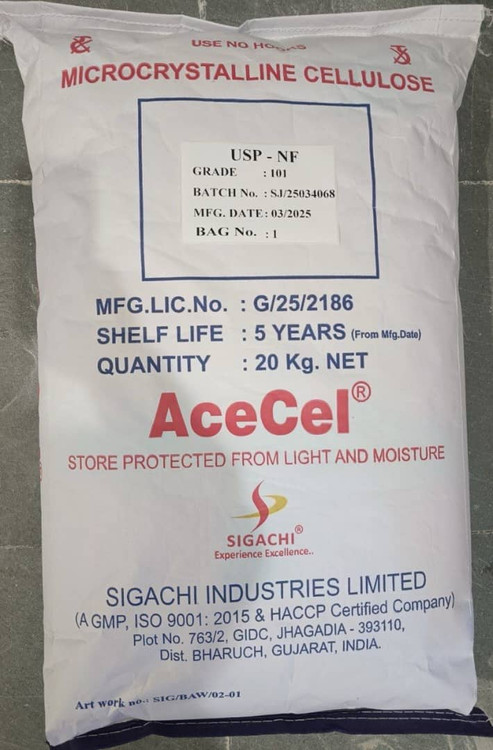 USE NO HOOKS
MICROCRYSTALLINE CELLULOSE
USP - NF
GRADE : 101
BATCH No. : SJ/25034068
MFG. DATE : 03/2025
BAG No. : 1
MFG.LIC.No. : G/25/2186
SHELF LIFE : 5 YEARS (From Mfg.Date)
QUANTITY : 20 Kg. NET
AceCel®
STORE PROTECTED FROM LIGHT AND MOISTURE
SIGACHI®
Experience Excellence..
SIGACHI INDUSTRIES LIMITED
(A GMP, ISO 9001: 2015 & HACCP Certified Company)
Plot No. 763/2, GIDC, JHAGADIA - 393110,
Dist. BHARUCH, GUJARAT, INDIA.
Art work no.: SIG/BAW/02-01